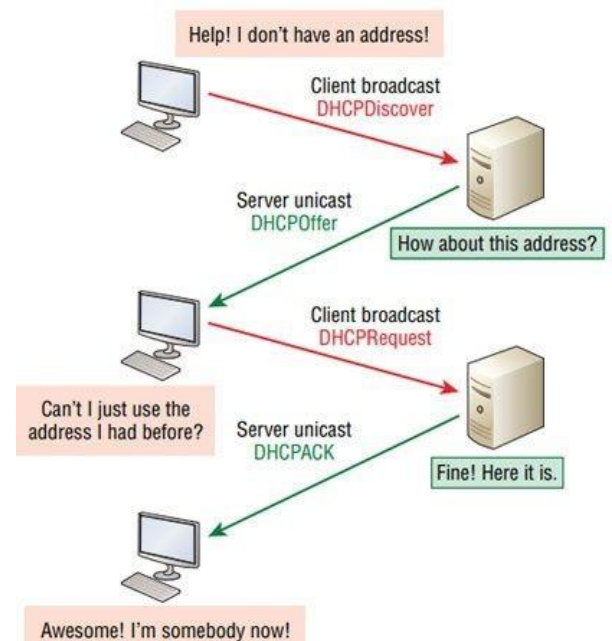 Help! I don't have an address!
Client broadcast
DHCPDiscover
Server unicast
DHCPOffer
How about this address?
Client broadcast
DHCPRequest
Can't I just use the
address I had before?
Server unicast
DHCPACK
Fine! Here it is.
Awesome! I'm somebody now!